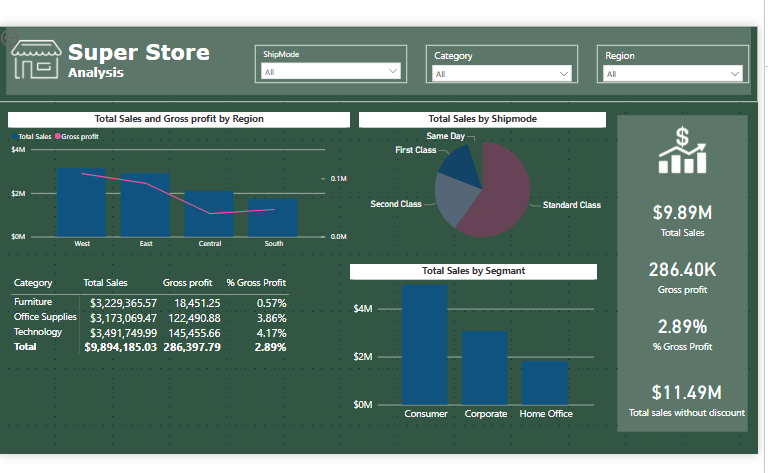 Super Store
Analysis
ShipMode
All
Category
All
Region
All
Total Sales and Gross profit by Region
Total Sales Gross profit
$4M
$2M
$0M
0.1M
0.0M
West East Central South
Total Sales by Shipmode
Same Day
First Class
Second Class
Standard Class
Category Total Sales Gross profit % Gross Profit
Furniture $3,229,365.57 18,451.25 0.57%
Office Supplies $3,173,069.47 122,490.88 3.86%
Technology $3,491,749.99 145,455.66 4.17%
Total $9,894,185.03 286,397.79 2.89%
Total Sales by Segmant
$4M
$2M
$0M
Consumer Corporate Home Office
$
$9.89M
Total Sales
286.40K
Gross profit
2.89%
% Gross Profit
$11.49M
Total sales without discount